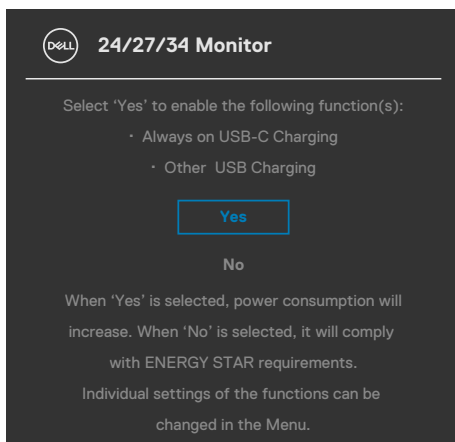 DELL
24/27/34 Monitor
Select ‘Yes’ to enable the following function(s):
· Always on USB-C Charging
· Other USB Charging
Yes
No
When ‘Yes’ is selected, power consumption will
increase. When ‘No’ is selected, it will comply
with ENERGY STAR requirements.
Individual settings of the functions can be
changed in the Menu.